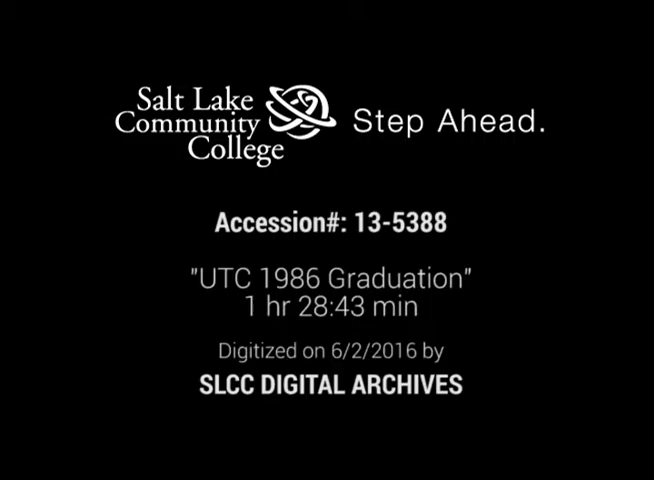 Salt Lake
Community
College
Step Ahead.
Accession#: 13-5388
"UTC 1986 Graduation"
1 hr 28:43 min
Digitized on 6/2/2016 by
SLCC DIGITAL ARCHIVES